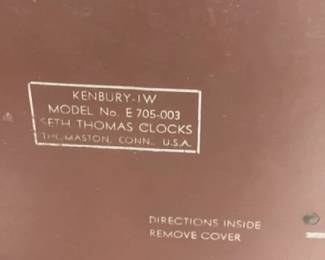 KENBURY-1W
MODEL No. E 705-003
SETH THOMAS CLOCKS
THOMASTON, CONN., U.S.A.
DIRECTIONS INSIDE
REMOVE COVER